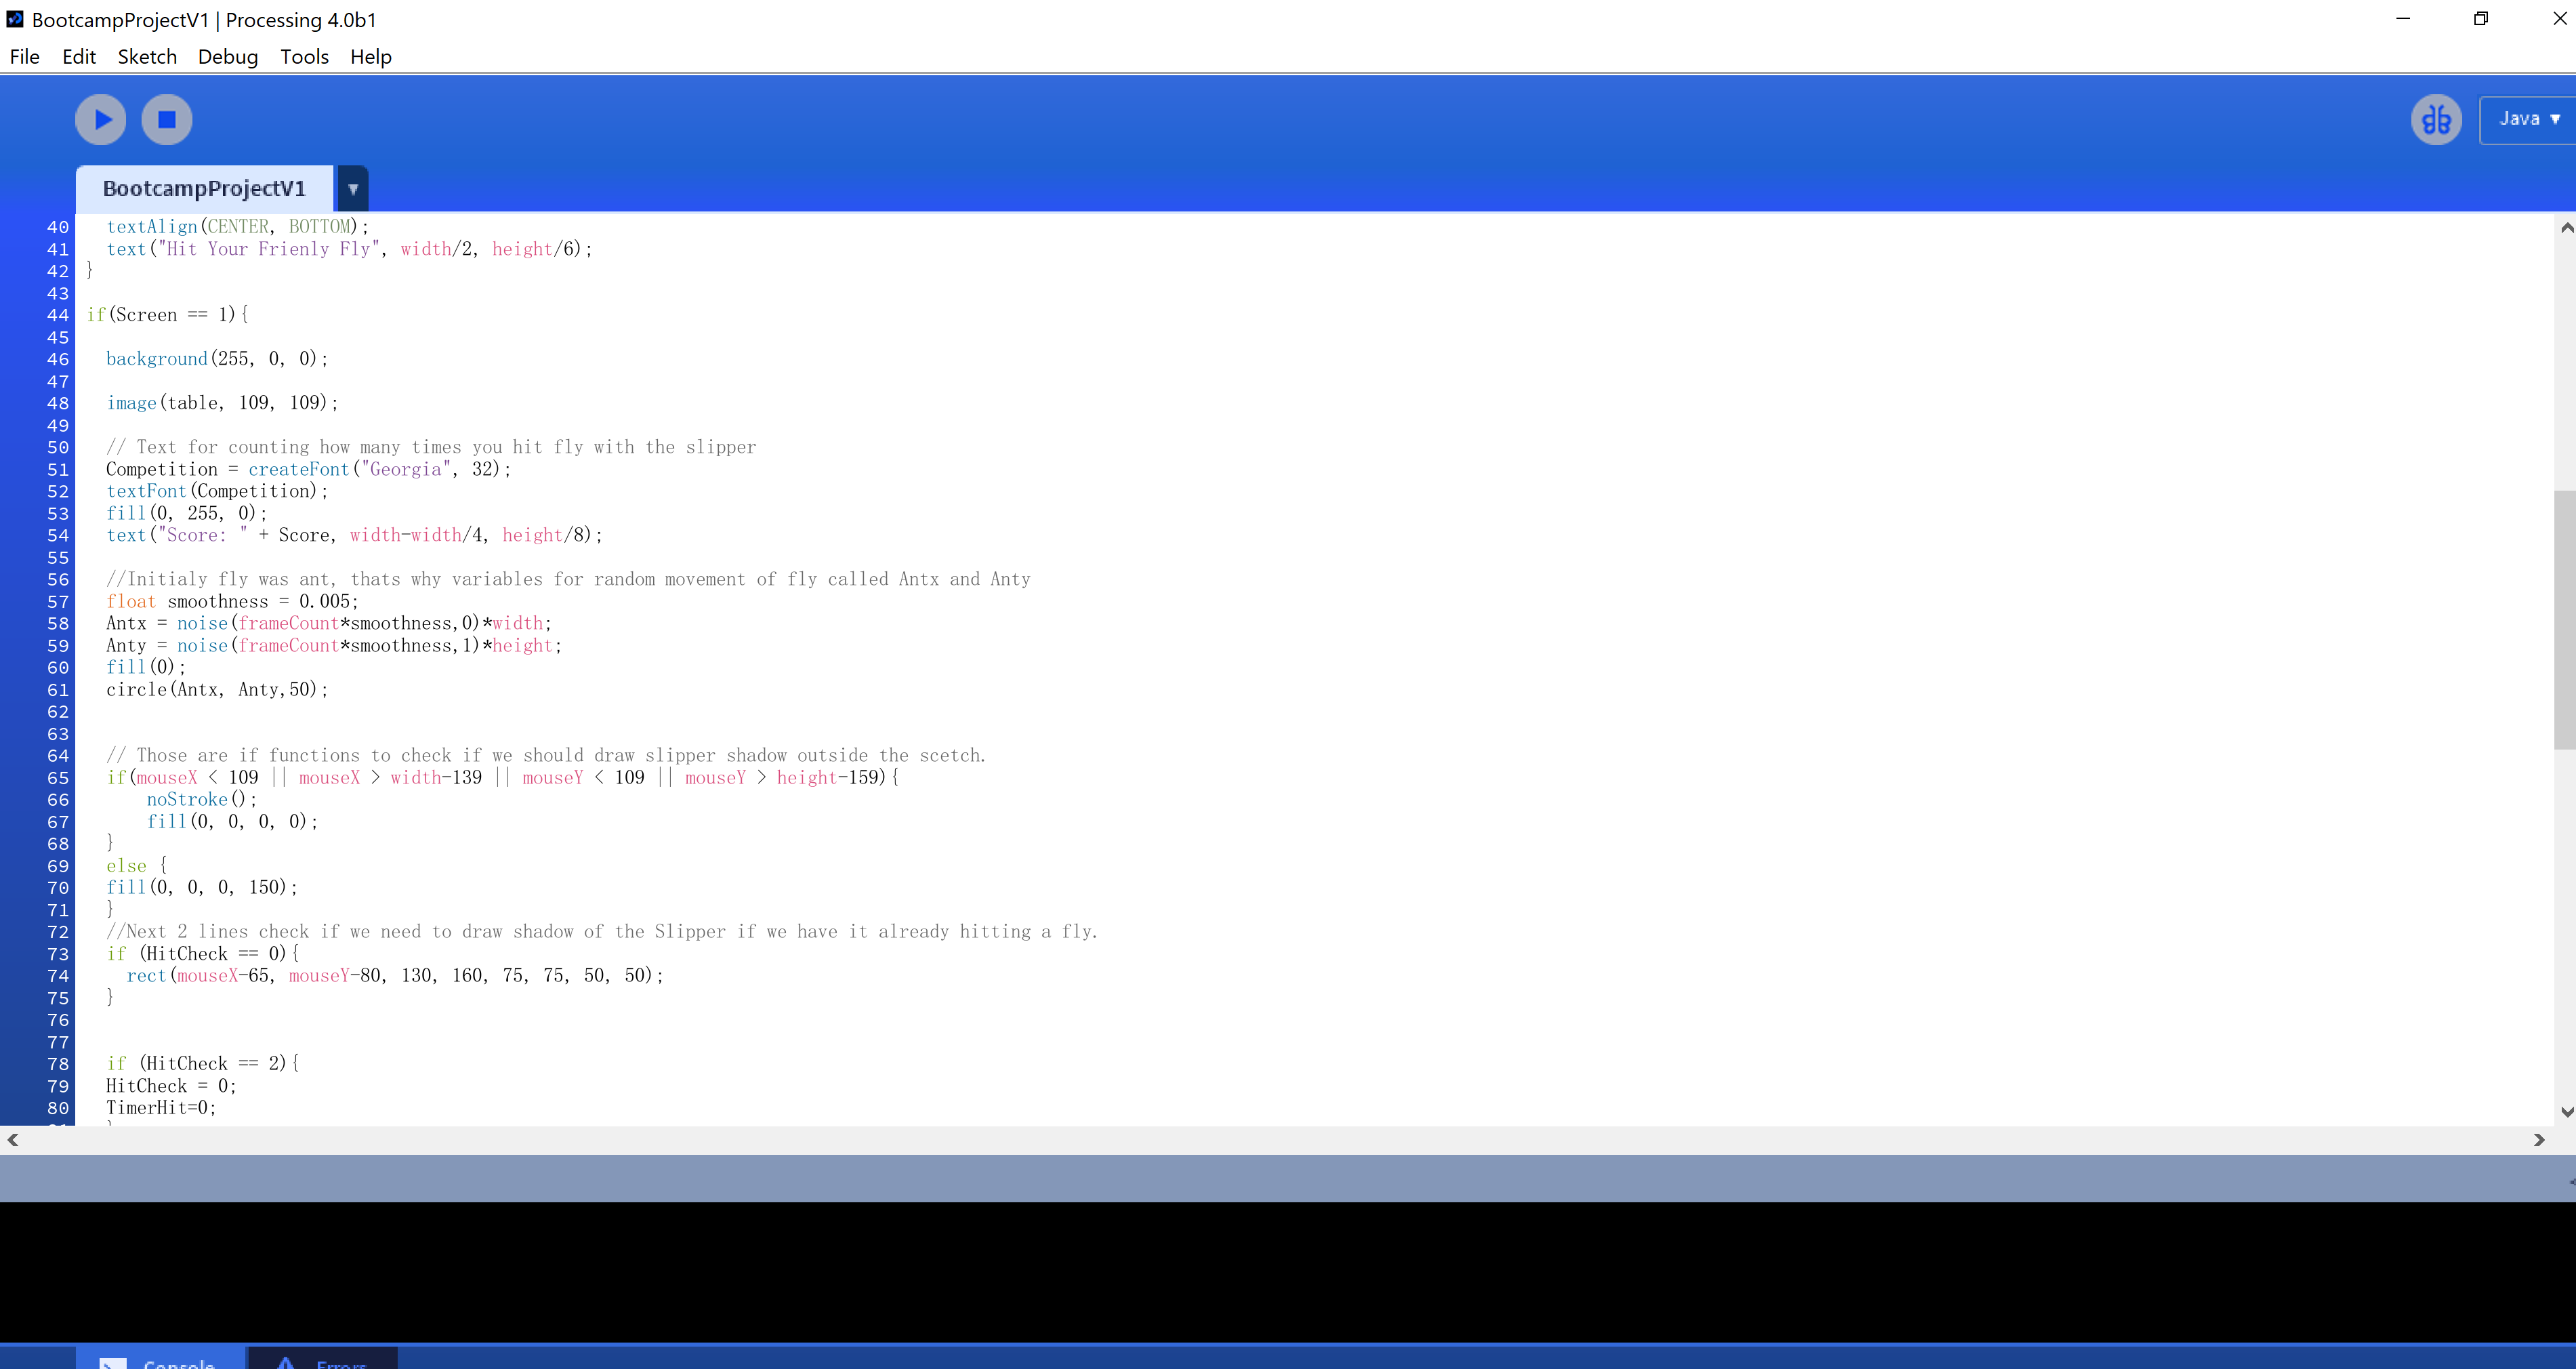 BootcampProjectV1 | Processing 4.0b1
File Edit Sketch Debug Tools Help
Java ▼
BootcampProjectV1 ▼
40 textAlign(CENTER, BOTTOM);
41 text("Hit Your Frienly Fly", width/2, height/6);
42 }
43
44 if(Screen == 1){
45
46 background(255, 0, 0);
47
48 image(table, 109, 109);
49
50 // Text for counting how many times you hit fly with the slipper
51 Competition = createFont("Georgia", 32);
52 textFont(Competition);
53 fill(0, 255, 0);
54 text("Score: " + Score, width-width/4, height/8);
55
56 //Initialy fly was ant, thats why variables for random movement of fly called Antx and Anty
57 float smoothness = 0.005;
58 Antx = noise(frameCount*smoothness,0)*width;
59 Anty = noise(frameCount*smoothness,1)*height;
60 fill(0);
61 circle(Antx, Anty,50);
62
63
64 // Those are if functions to check if we should draw slipper shadow outside the scetch.
65 if(mouseX < 109 || mouseX > width-139 || mouseY < 109 || mouseY > height-159){
66 noStroke();
67 fill(0, 0, 0, 0);
68 }
69 else {
70 fill(0, 0, 0, 150);
71 }
72 //Next 2 lines check if we need to draw shadow of the Slipper if we have it already hitting a fly.
73 if (HitCheck == 0){
74 rect(mouseX-65, mouseY-80, 130, 160, 75, 75, 50, 50);
75 }
76
77
78 if (HitCheck == 2){
79 HitCheck = 0;
80 TimerHit=0;
Console Errors